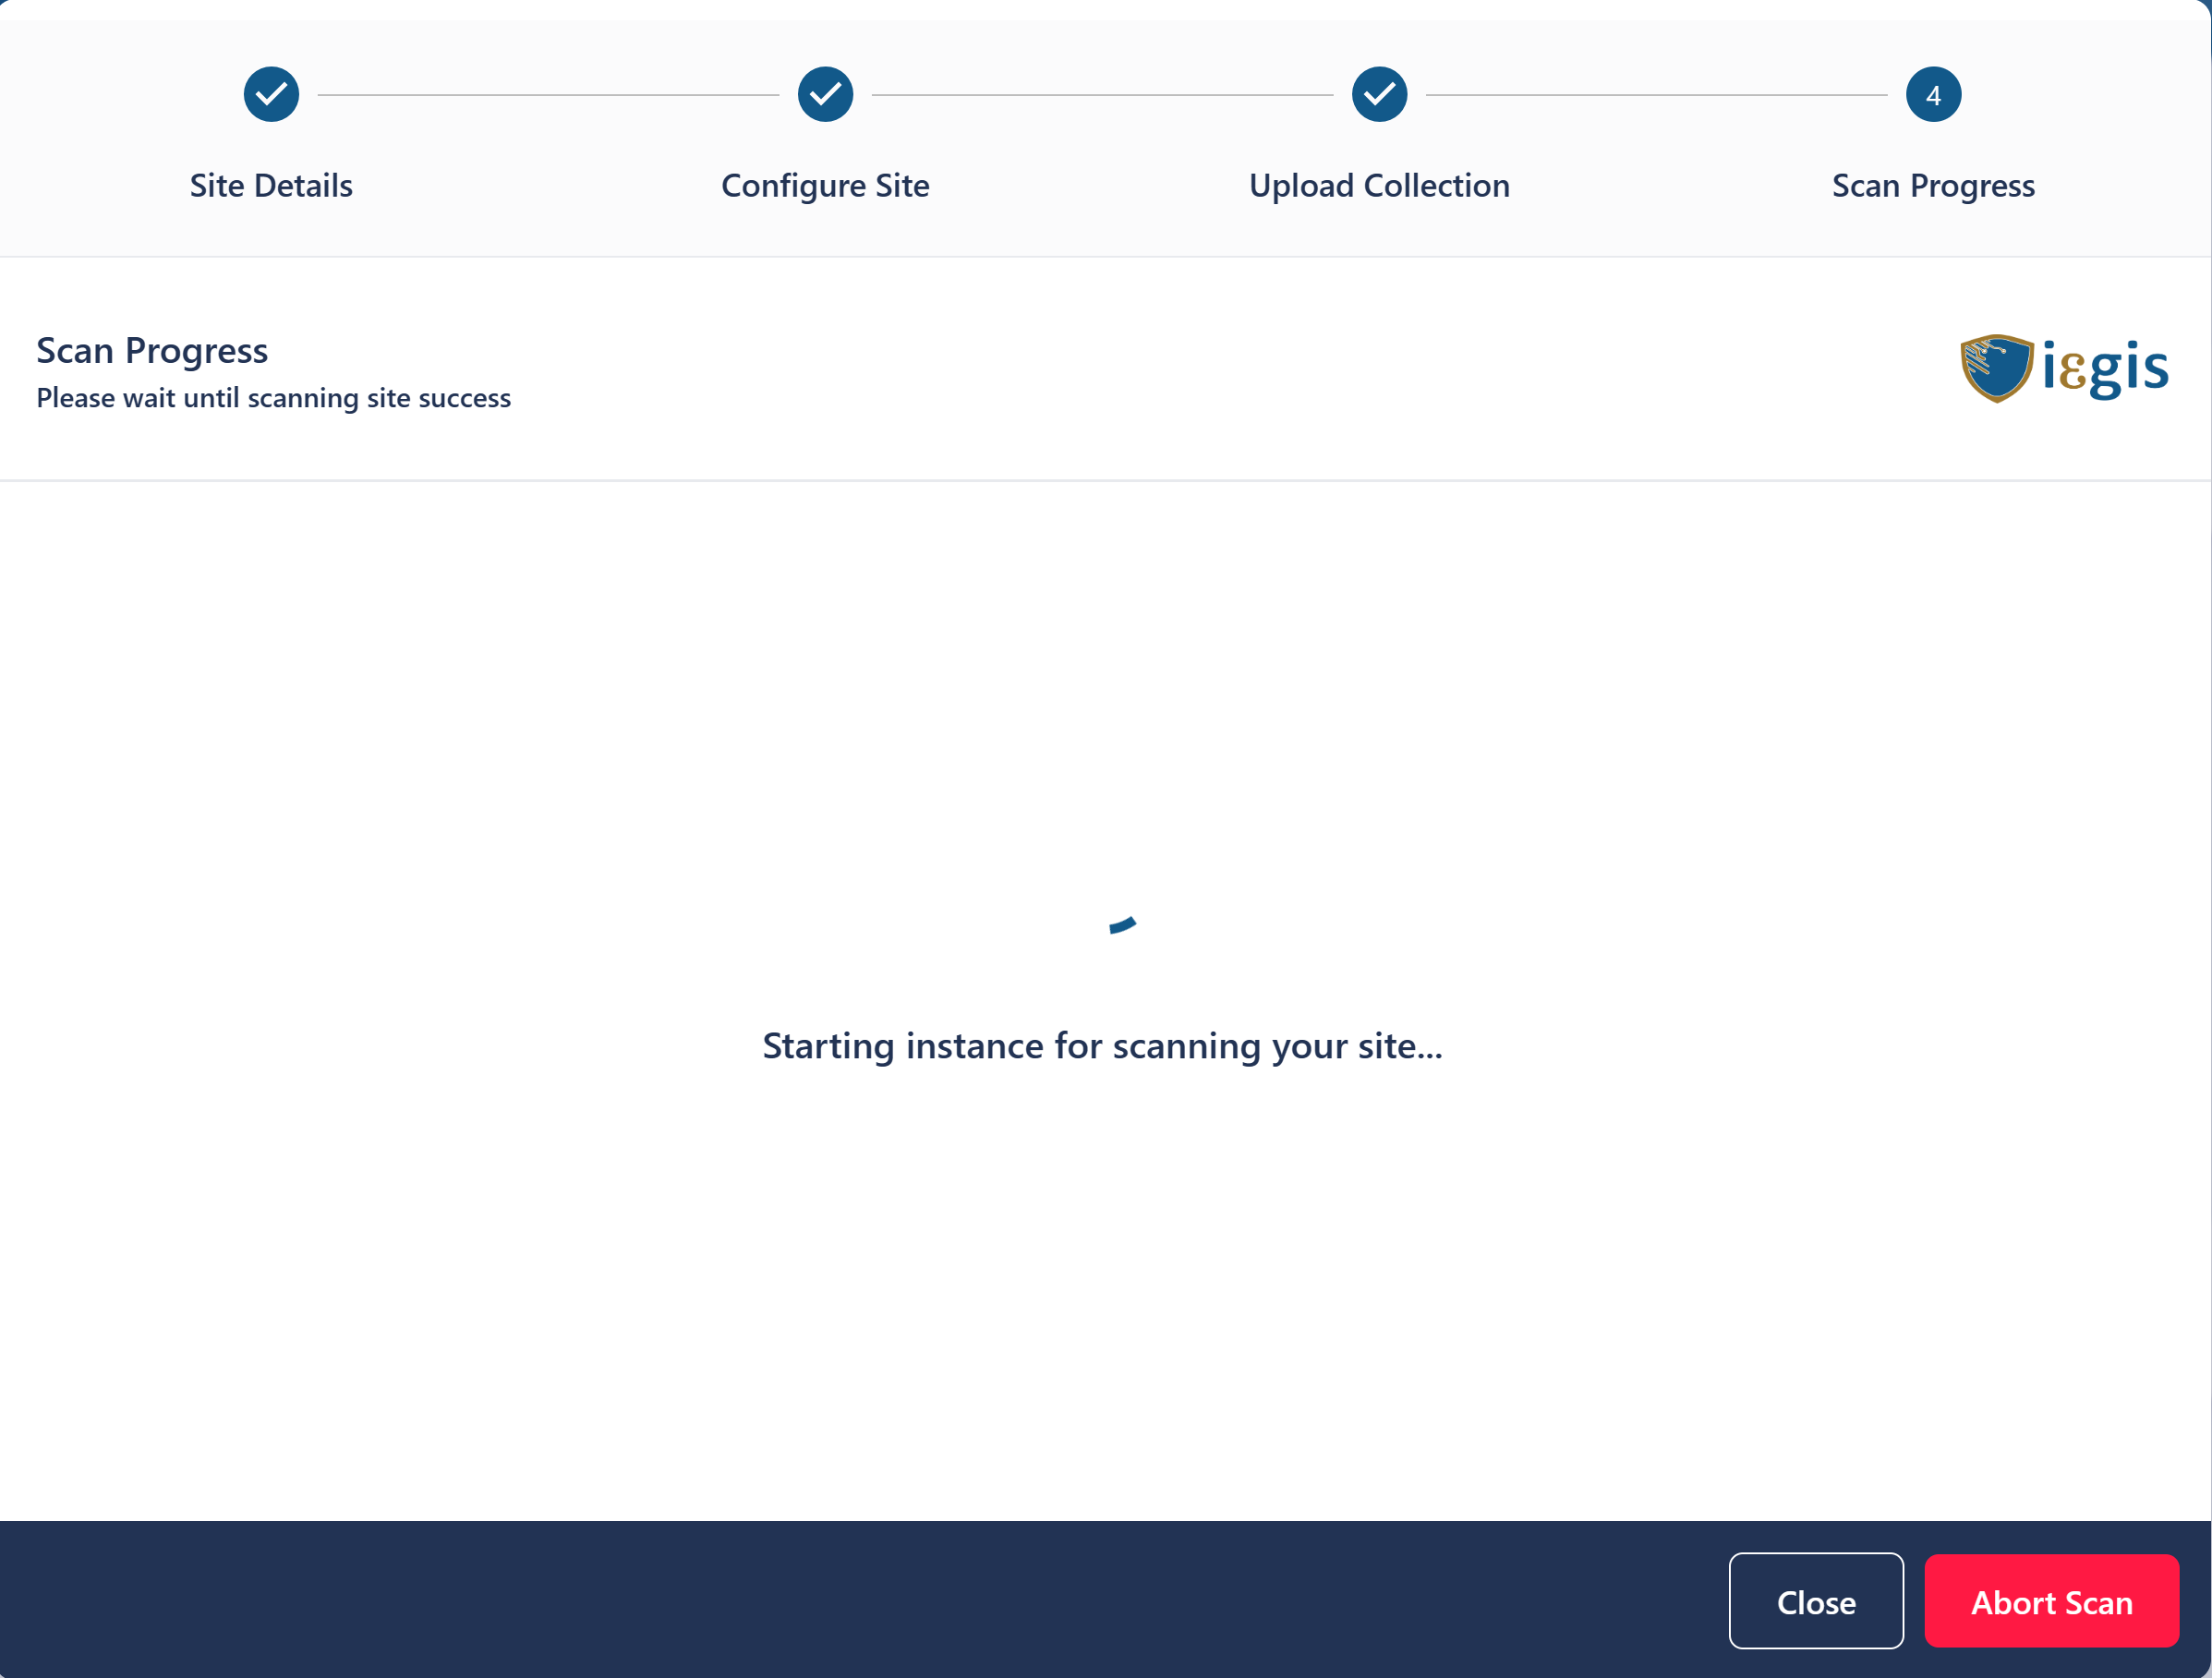 4
Site Details
Configure Site
Upload Collection
Scan Progress
Scan Progress
Please wait until scanning site success
iɛgis
Starting instance for scanning your site...
Close
Abort Scan